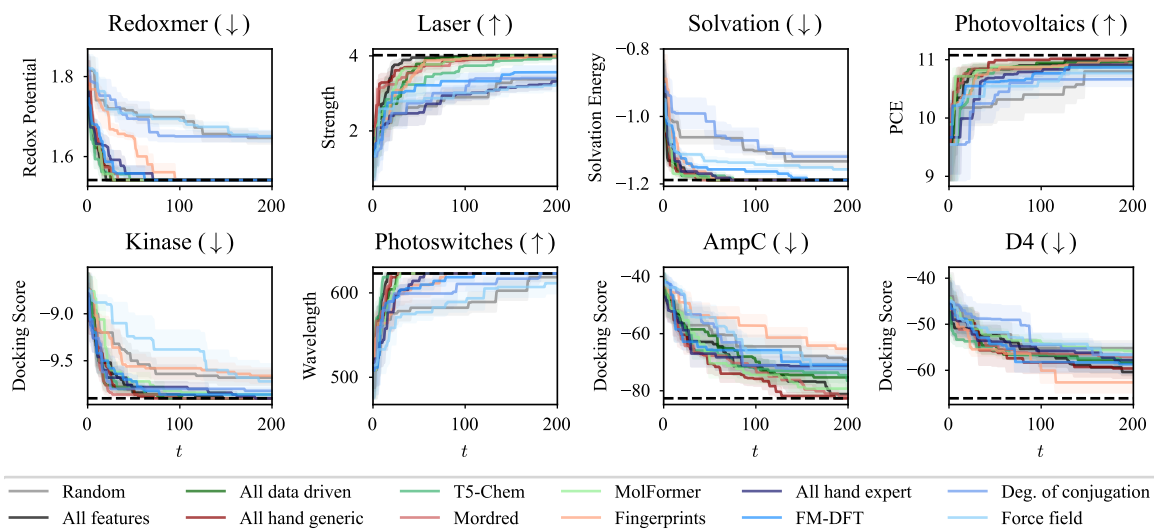 Redoxmer (↓) Laser (↑) Solvation (↓) Photovoltaics (↑)
Redox Potential
1.8
1.6
0 100 200
Strength
4
2
0 100 200
Solvation Energy
−0.8
−1.0
−1.2
0 100 200
PCE
11
10
9
0 100 200
Kinase (↓) Photoswitches (↑) AmpC (↓) D4 (↓)
Docking Score
−9.0
−9.5
0 100 200
t
Wavelength
600
500
0 100 200
t
Docking Score
−40
−60
−80
0 100 200
t
Docking Score
−40
−50
−60
0 100 200
t
Random All data driven T5-Chem MolFormer All hand expert Deg. of conjugation
All features All hand generic Mordred Fingerprints FM-DFT Force field